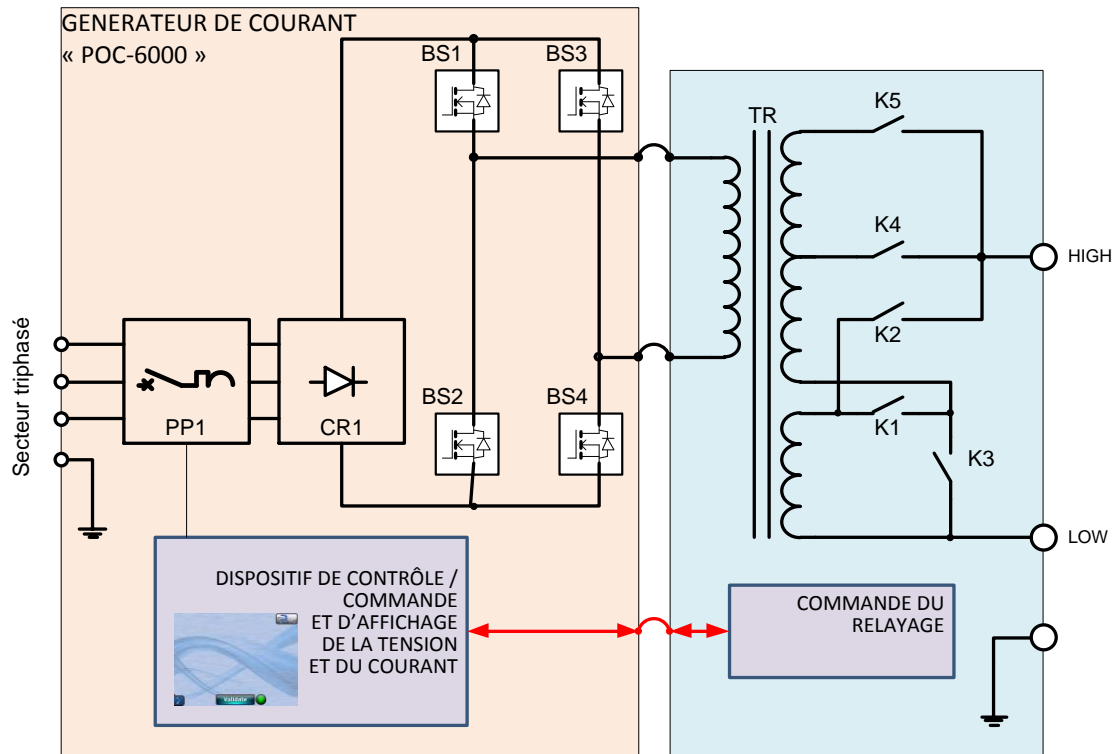 GENERATEUR DE COURANT
« POC-6000 »
BS1
BS3
K5
TR
K4
HIGH
K2
Secteur triphasé
PP1
CR1
BS2
BS4
K1
K3
LOW
DISPOSITIF DE CONTRÔLE /
COMMANDE
ET D’AFFICHAGE
DE LA TENSION
ET DU COURANT
Validate
COMMANDE DU
RELAYAGE